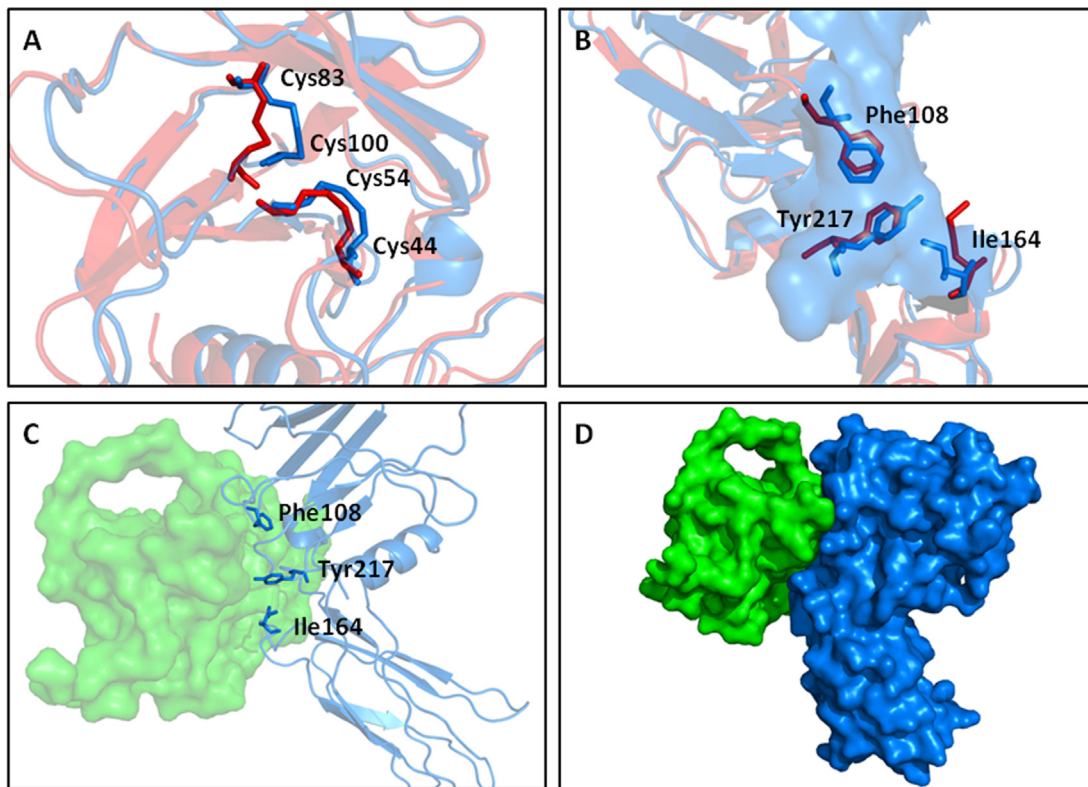 A
Cys83
Cys100
Cys54
Cys44
B
Phe108
Tyr217
Ile164
C
Phe108
Tyr217
Ile164
D